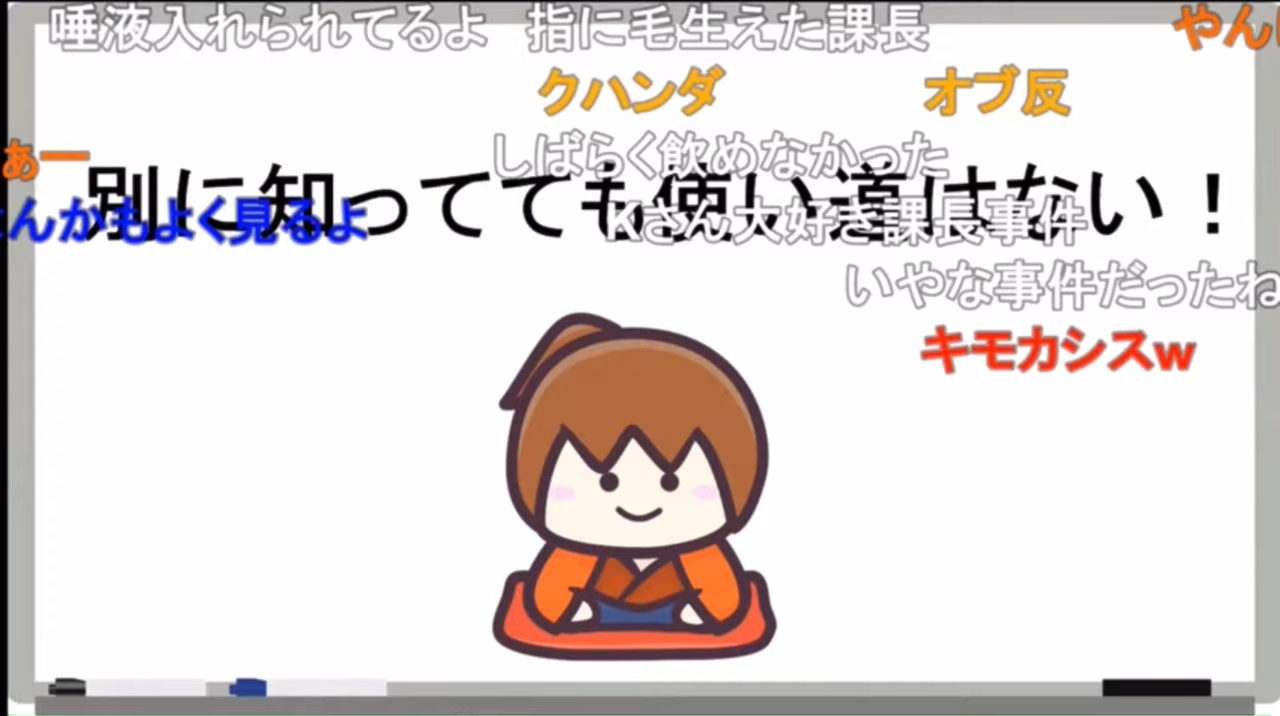 唾液入れられてるよ 指に毛生えた課長 やん
クハンダ オブ反
しばらく飲めなかった
ぁー
別に知ってても使い道はない！
んかもよく見るよ
Kさん大好き課長事件
いやな事件だったね
キモカシスw